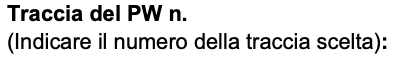 Traccia del PW n.
(Indicare il numero della traccia scelta):